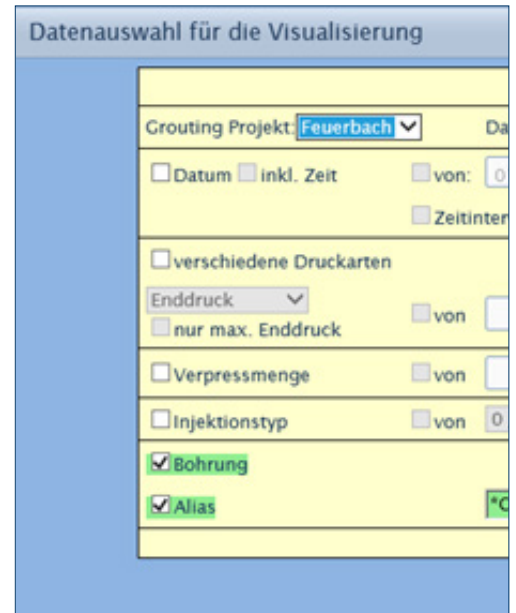 Datenauswahl für die Visualisierung
Grouting Projekt: Feuerbach Da
Datum inkl. Zeit von: 0
Zeitinter
verschiedene Druckarten
Enddruck
von
nur max. Enddruck
Verpressmenge von
Injektionstyp von 0
Bohrung
Alias *C